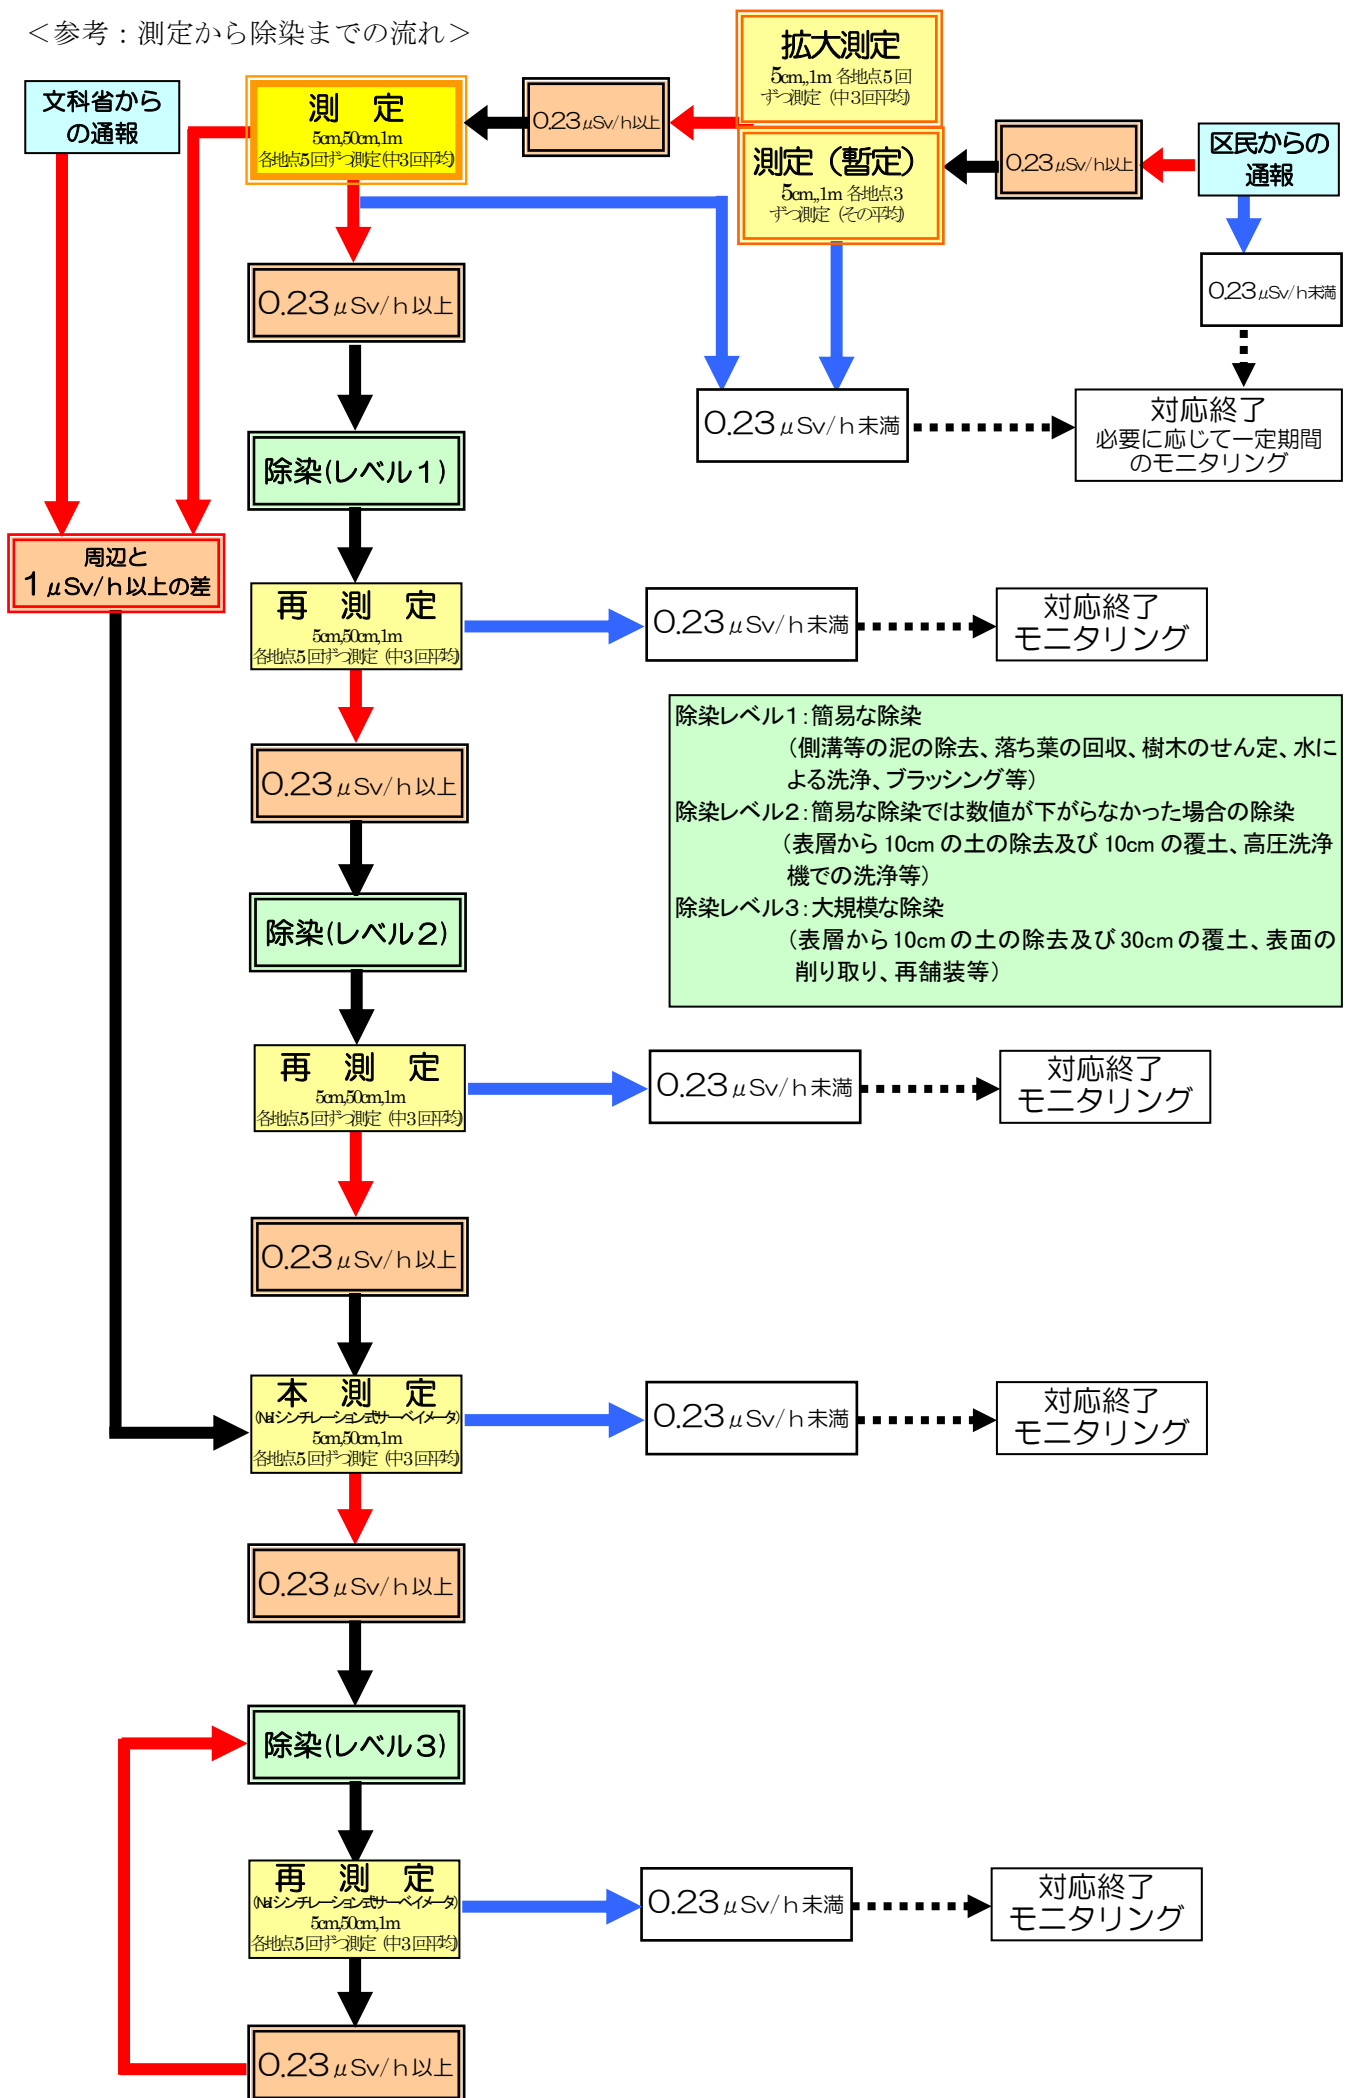 ＜参考：測定から除染までの流れ＞
拡大測定
5cm,,1m 各地点5回
ずつ測定（中3回平均）
文科省から
の通報
測　定
5cm,50cm,1m
各地点5回ずつ測定(中3回平均)
0.23μSv/h以上
測定（暫定）
5cm,,1m 各地点3
ずつ測定（その平均）
0.23μSv/h以上
区民からの
通報
0.23μSv/h以上
0.23μSv/h未満
0.23μSv/h未満
対応終了
必要に応じて一定期間
のモニタリング
除染(レベル１)
周辺と
１μSv/h以上の差
再　測　定
5cm,50cm,1m
各地点5回ずつ測定（中3回平均）
0.23μSv/h未満
対応終了
モニタリング
除染レベル１：簡易な除染
（側溝等の泥の除去、落ち葉の回収、樹木のせん定、水に
よる洗浄、ブラッシング等）
除染レベル２：簡易な除染では数値が下がらなかった場合の除染
（表層から 10cm の土の除去及び 10cm の覆土、高圧洗浄
機での洗浄等）
除染レベル３：大規模な除染
（表層から 10cm の土の除去及び 30cm の覆土、表面の
削り取り、再舗装等）
0.23μSv/h以上
除染(レベル２)
再　測　定
5cm,50cm,1m
各地点5回ずつ測定（中3回平均）
0.23μSv/h未満
対応終了
モニタリング
0.23μSv/h以上
本　測　定
(NaIシンチレーション式サーベイメータ)
5cm,50cm,1m
各地点5回ずつ測定（中3回平均）
0.23μSv/h未満
対応終了
モニタリング
0.23μSv/h以上
除染(レベル３)
再　測　定
(NaIシンチレーション式サーベイメータ)
5cm,50cm,1m
各地点5回ずつ測定（中3回平均）
0.23μSv/h未満
対応終了
モニタリング
0.23μSv/h以上